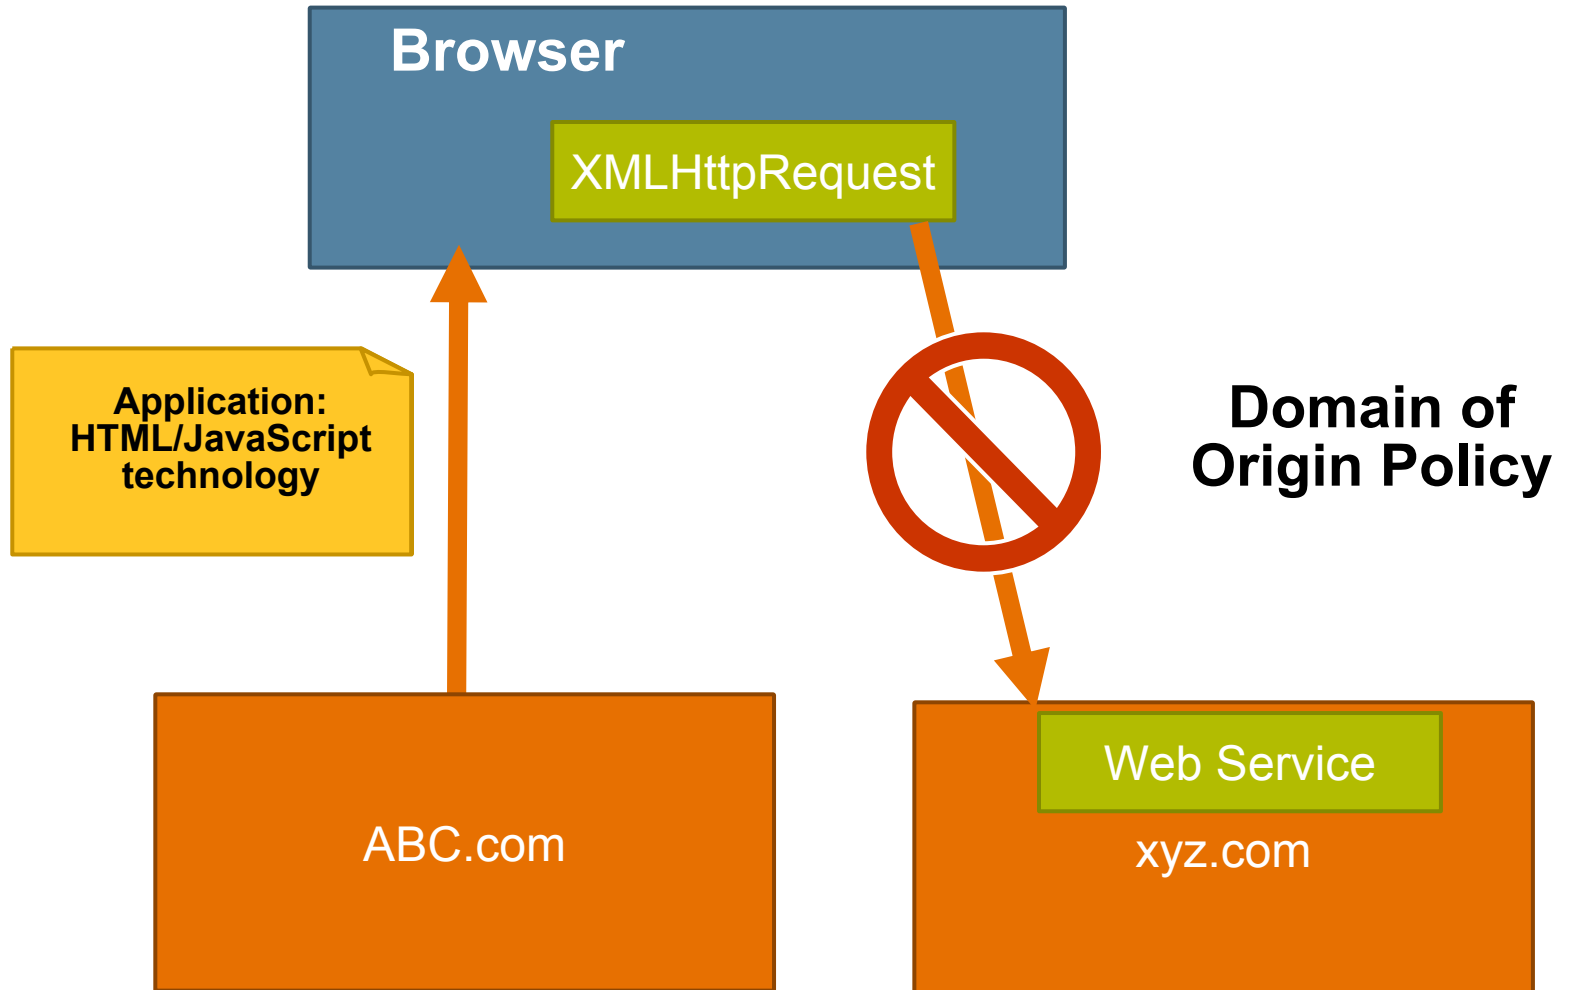 Browser
XMLHttpRequest
Application:
HTML/JavaScript
technology
Domain of
Origin Policy
Web Service
ABC.com
xyz.com